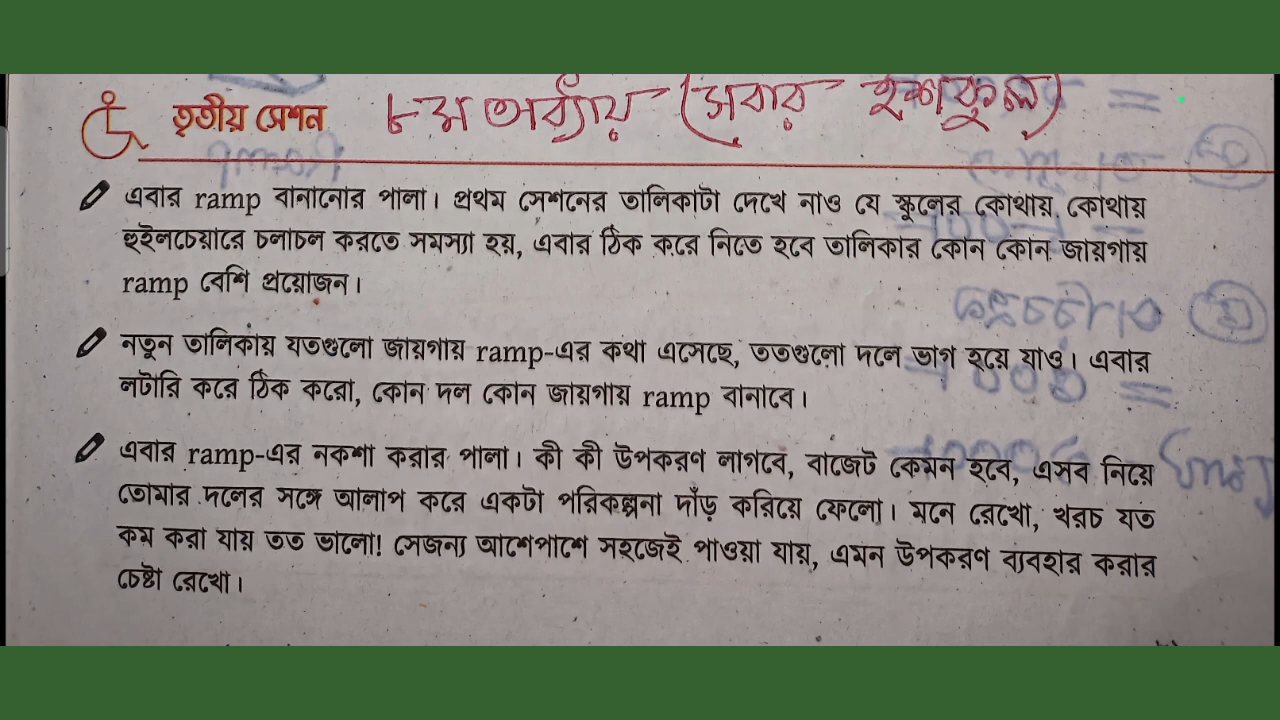 তৃতীয় সেশন ৮ম অধ্যায় (সেবার
এবার ramp বানানোর পালা। প্রথম সেশনের তালিকাটা দেখে নাও যে স্কুলের কোথায় কোথায়
হুইলচেয়ারে চলাচল করতে সমস্যা হয়, এবার ঠিক করে নিতে হবে তালিকার কোন কোন জায়গায়
ramp বেশি প্রয়োজন।
নতুন তালিকায় যতগুলো জায়গায় ramp-এর কথা এসেছে, ততগুলো দলে ভাগ হয়ে যাও। এবার
লটারি করে ঠিক করো, কোন দল কোন জায়গায় ramp বানাবে।
এবার ramp-এর নকশা করার পালা। কী কী উপকরণ লাগবে, বাজেট কেমন হবে, এসব নিয়ে
তোমার দলের সঙ্গে আলাপ করে একটা পরিকল্পনা দাঁড় করিয়ে ফেলো। মনে রেখো, খরচ যত
কম করা যায় তত ভালো! সেজন্য আশেপাশে সহজেই পাওয়া যায়, এমন উপকরণ ব্যবহার করার
চেষ্টা রেখো।